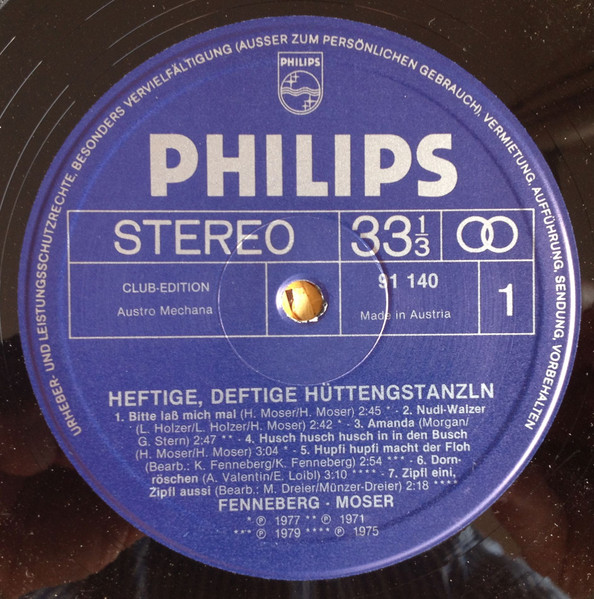 URHEBER- UND LEISTUNGSSCHUTZRECHTE, BESONDERS VERVIELFÄLTIGUNG (AUSSER ZUM PERSÖNLICHEN GEBRAUCH), VERMIETUNG, AUFFÜHRUNG, SENDUNG, VORBEHALTEN
PHILIPS
PHILIPS
STEREO 33 1/3
CLUB-EDITION
Austro Mechana
91 140
Made in Austria
1
HEFTIGE, DEFTIGE HÜTTENGSTANZLN
1. Bitte laß mich mal (H. Moser/H. Moser) 2:45 * - 2. Nudl-Walzer
(L. Holzer/L. Holzer/H. Moser) 2:42 * - 3. Amanda (Morgan/
G. Stern) 2:47 ** - 4. Husch husch husch in in den Busch
(H. Moser/H. Moser) 3:04 * - 5. Hupfi hupfi macht der Floh
(Bearb.: K. Fenneberg/K. Fenneberg) 2:54 *** - 6. Dorn-
röschen (A. Valentin/E. Loibl) 3:10 **** - 7. Zipfl eini,
Zipfl aussi (Bearb.: M. Dreier/Münzer-Dreier) 2:18 ****
FENNEBERG · MOSER
* ℗ 1977 ** ℗ 1971
*** ℗ 1979 **** ℗ 1975